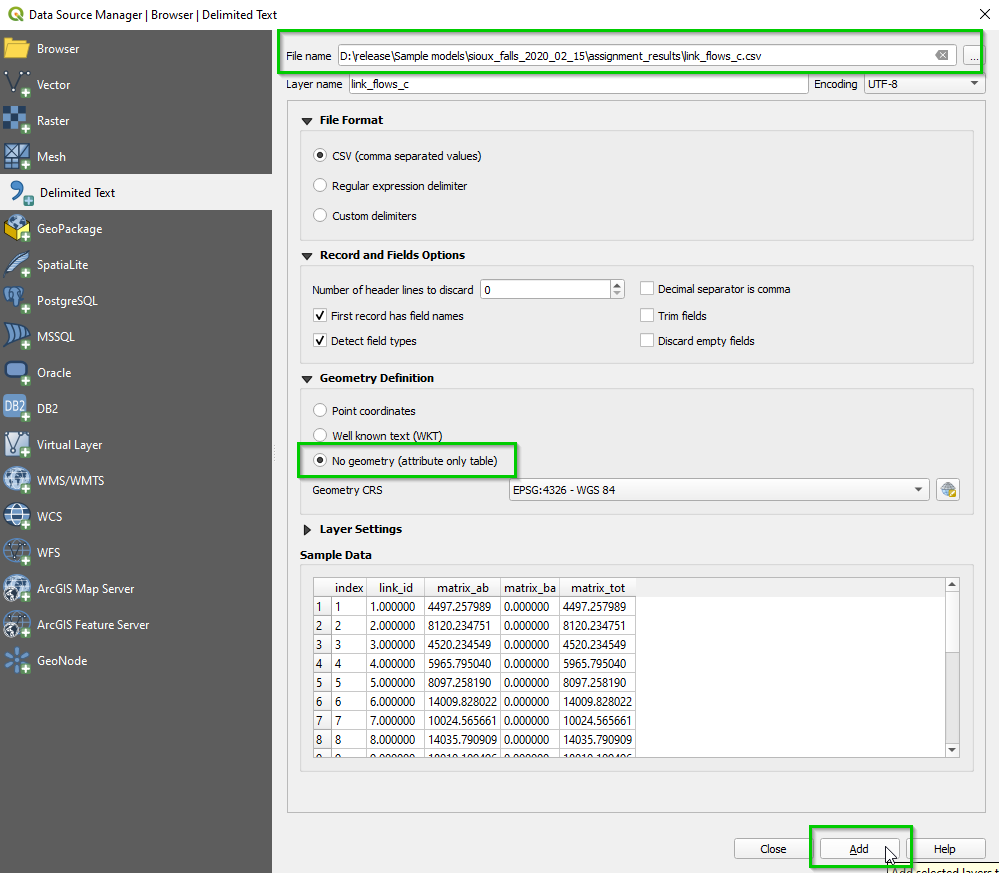 Data Source Manager | Browser | Delimited Text
Browser
Vector
Raster
Mesh
Delimited Text
GeoPackage
SpatiaLite
PostgreSQL
MSSQL
Oracle
DB2
DB2
Virtual Layer
WMS/WMTS
WCS
WFS
ArcGIS Map Server
ArcGIS Feature Server
GeoNode
File name D:\release\Sample models\sioux_falls_2020_02_15\assignment_results\link_flows_c.csv ...
Layer name link_flows_c Encoding UTF-8
File Format
CSV (comma separated values)
Regular expression delimiter
Custom delimiters
Record and Fields Options
Number of header lines to discard 0 Decimal separator is comma
First record has field names Trim fields
Detect field types Discard empty fields
Geometry Definition
Point coordinates
Well known text (WKT)
No geometry (attribute only table)
Geometry CRS EPSG:4326 - WGS 84
Layer Settings
Sample Data
index link_id matrix_ab matrix_ba matrix_tot
1 1 1.000000 4497.257989 0.000000 4497.257989
2 2 2.000000 8120.234751 0.000000 8120.234751
3 3 3.000000 4520.234549 0.000000 4520.234549
4 4 4.000000 5965.795040 0.000000 5965.795040
5 5 5.000000 8097.258190 0.000000 8097.258190
6 6 6.000000 14009.828022 0.000000 14009.828022
7 7 7.000000 10024.565661 0.000000 10024.565661
8 8 8.000000 14035.790909 0.000000 14035.790909
Close Add Help
Add selected layers t